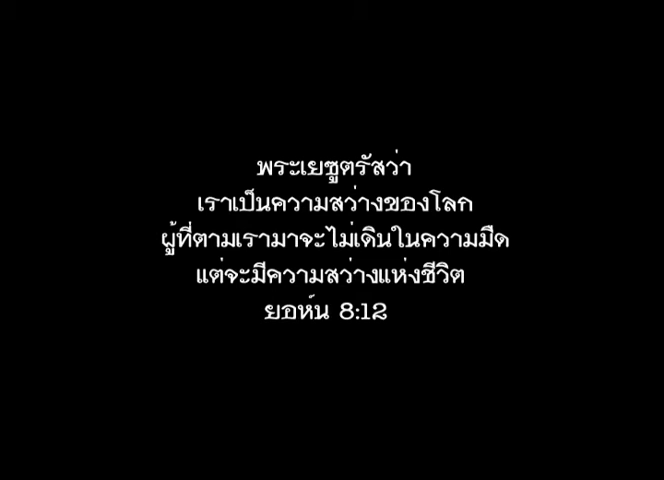 พระเยซูตรัสว่า
เราเป็นความสว่างของโลก
ผู้ที่ตามเรามาจะไม่เดินในความมืด
แต่จะมีความสว่างแห่งชีวิต
ยอห์น 8:12